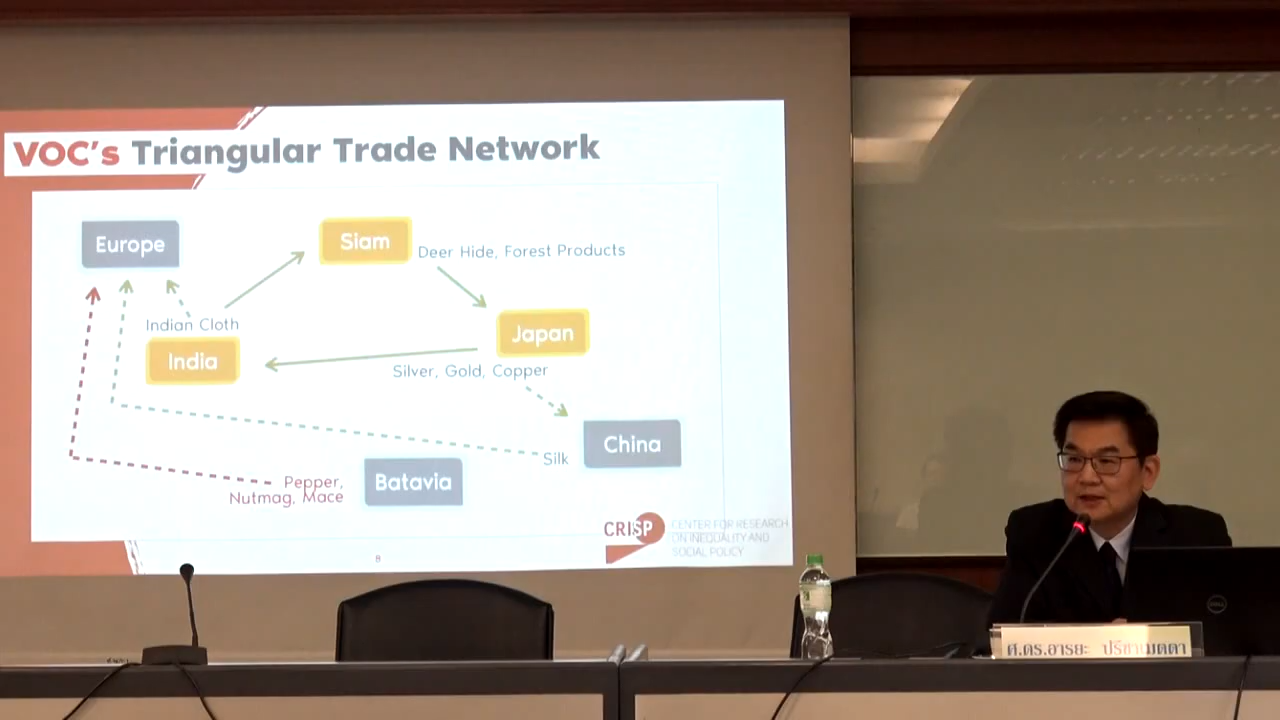 VOC's Triangular Trade Network
Europe
Siam
Deer Hide, Forest Products
Indian Cloth
India
Japan
Silver, Gold, Copper
China
Silk
Batavia
Pepper,
Nutmag, Mace
CRISP
CENTER FOR RESEARCH
ON INEQUALITY AND
SOCIAL POLICY
8
DELL
ศ.ดร.อารยะ ปรีชาเมตตา